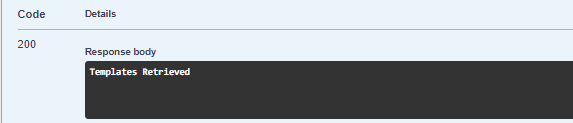 Code Details
200
Response body
Templates Retrieved